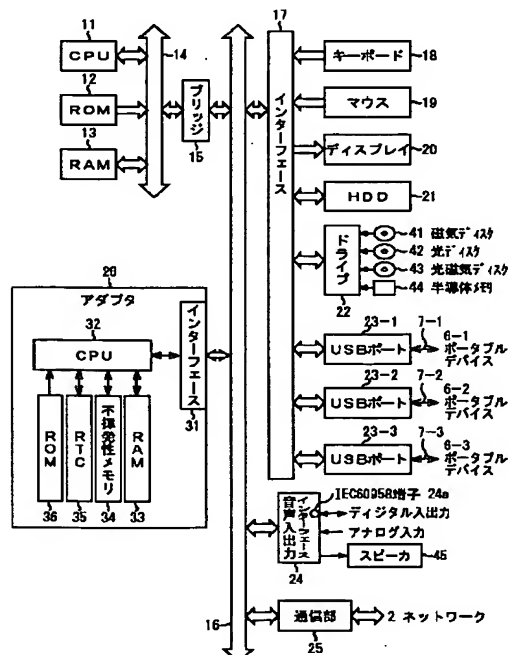 11
CPU
12
ROM
13
RAM
14
ブリッジ
15
16
17
インターフェース
キーボード
18
マウス
19
ディスプレイ
20
HDD
21
ドライブ
22
41 磁気ディスク
42 光ディスク
43 光磁気ディスク
44 半導体メモリ
23-1
USBポート
7-1
6-1
ポータブル
デバイス
23-2
USBポート
7-2
6-2
ポータブル
デバイス
23-3
USBポート
7-3
6-3
ポータブル
デバイス
アダプタ
32
CPU
インターフェース
31
ROM
36
RTC
35
不揮発性メモリ
34
RAM
33
IEC60958端子 24a
音声入出力
インターフェース
24
ディジタル入出力
アナログ入力
スピーカ
45
通信部
25
2 ネットワーク